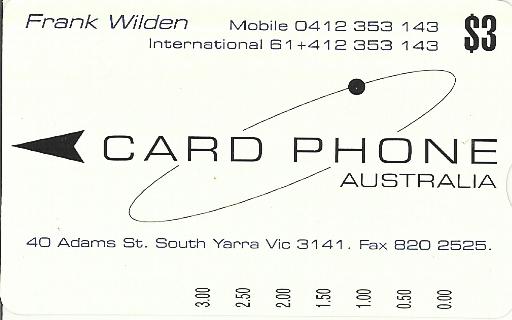 Frank Wilden Mobile 0412 353 143 $3
International 61+412 353 143
CARD PHONE
AUSTRALIA
40 Adams St. South Yarra Vic 3141. Fax 820 2525.
3.00 2.50 2.00 1.50 1.00 0.50 0.00